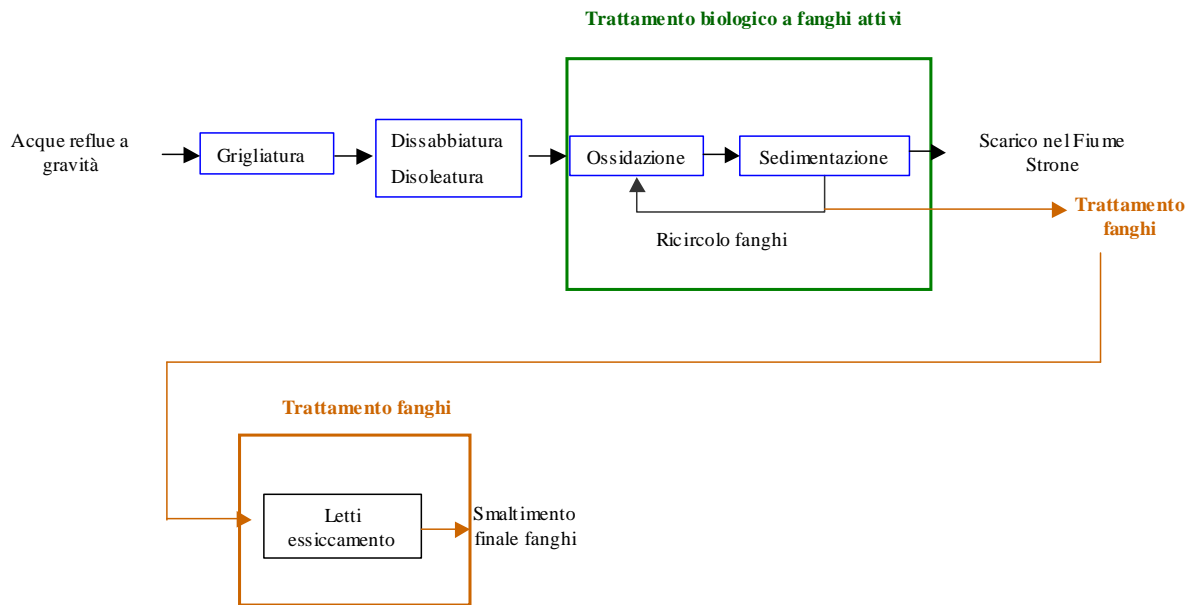 Trattamento biologico a fanghi attivi
Acque reflue a
gravità
Grigliatura
Dissabbiatura
Disoleatura
Ossidazione
Sedimentazione
Scarico nel Fiume
Strone
Ricircolo fanghi
Trattamento
fanghi
Trattamento fanghi
Letti
essiccamento
Smaltimento
finale fanghi